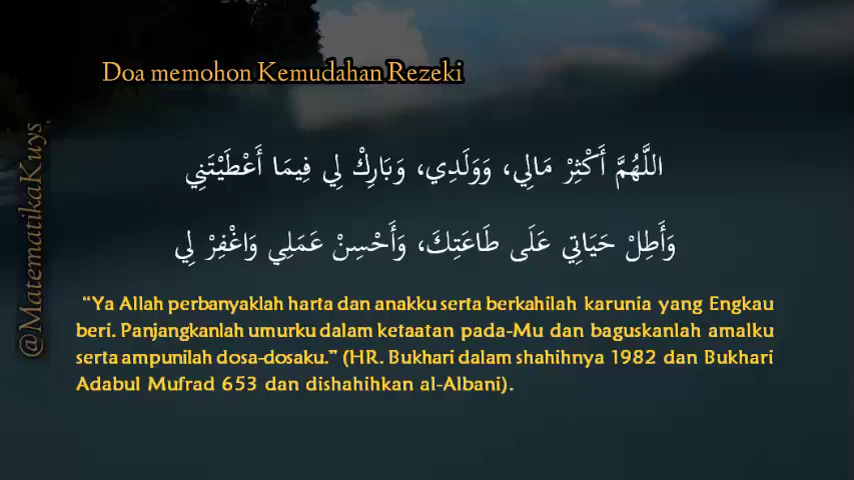 Doa memohon Kemudahan Rezeki
اللَّهُمَّ أَكْثِرْ مَالِي، وَوَلَدِي، وَبَارِكْ لِي فِيمَا أَعْطَيْتَنِي
وَأَطِلْ حَيَاتِي عَلَى طَاعَتِكَ، وَأَحْسِنْ عَمَلِي وَاغْفِرْ لِي
“Ya Allah perbanyaklah harta dan anakku serta berkahilah karunia yang Engkau
beri. Panjangkanlah umurku dalam ketaatan pada-Mu dan baguskanlah amalku
serta ampunilah dosa-dosaku.” (HR. Bukhari dalam shahihnya 1982 dan Bukhari
Adabul Mufrad 653 dan dishahihkan al-Albani).
@MatematikaKuys